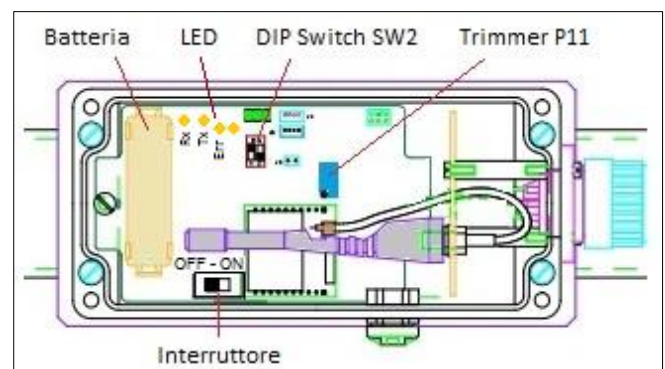 Batteria LED DIP Switch SW2 Trimmer P11
Rx Tx Err
OFF - ON
Interruttore